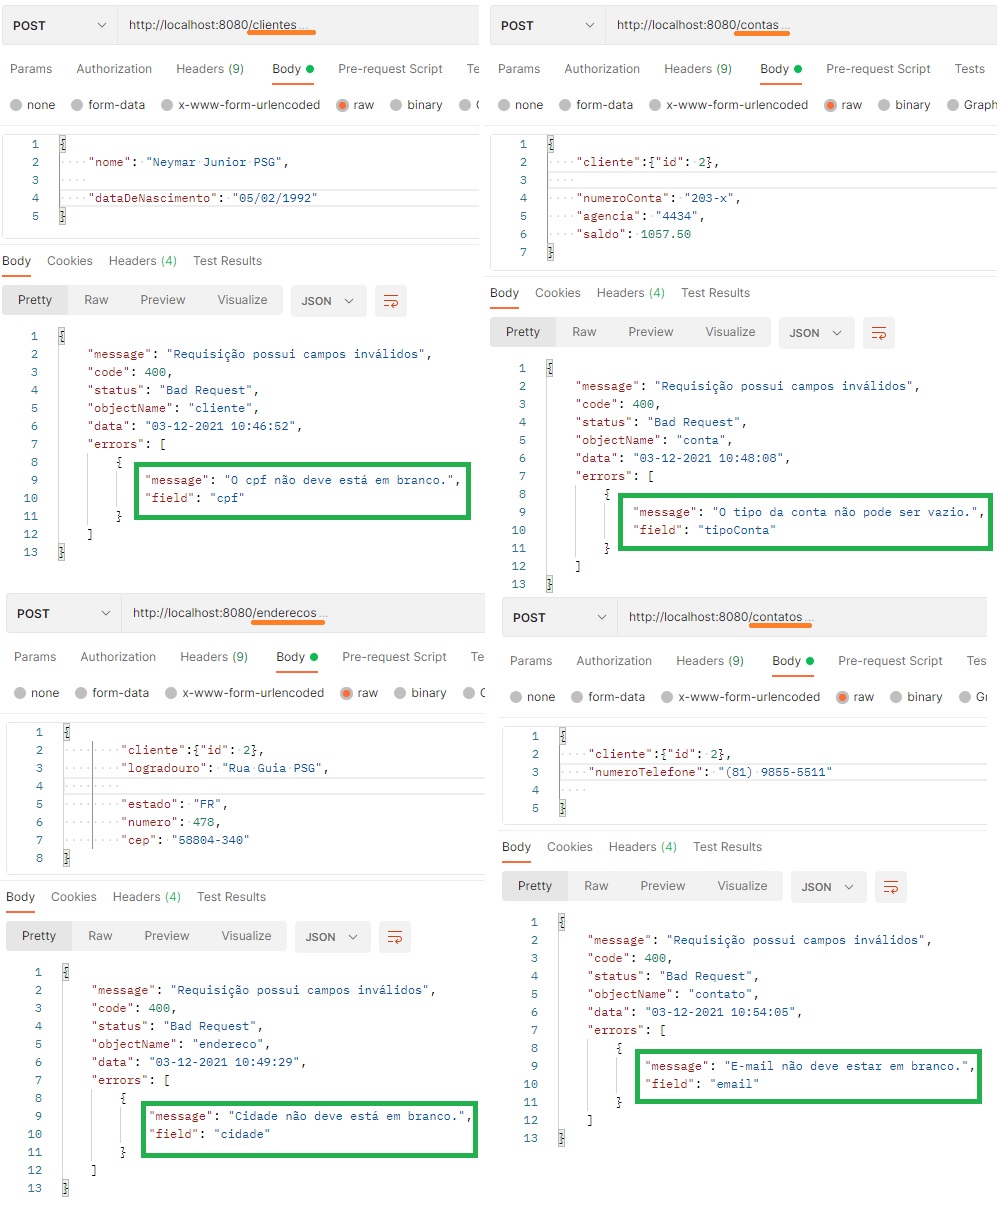 POST http://localhost:8080/clientes...
Params Authorization Headers (9) Body Pre-request Script Te
none form-data x-www-form-urlencoded raw binary
1 {
2 "nome": "Neymar Junior PSG",
3
4 "dataDeNascimento": "05/02/1992"
5 }
Body Cookies Headers (4) Test Results
Pretty Raw Preview Visualize JSON
1 {
2 "message": "Requisição possui campos inválidos",
3 "code": 400,
4 "status": "Bad Request",
5 "objectName": "cliente",
6 "data": "03-12-2021 10:46:52",
7 "errors": [
8 {
9 "message": "O cpf não deve está em branco.",
10 "field": "cpf"
11 }
12 ]
13 }
POST http://localhost:8080/contas...
Params Authorization Headers (9) Body Pre-request Script Tests
none form-data x-www-form-urlencoded raw binary Graph
1 {
2 "cliente":{"id": 2},
3
4 "numeroConta": "203-x",
5 "agencia": "4434",
6 "saldo": 1057.50
7 }
Body Cookies Headers (4) Test Results
Pretty Raw Preview Visualize JSON
1 {
2 "message": "Requisição possui campos inválidos",
3 "code": 400,
4 "status": "Bad Request",
5 "objectName": "conta",
6 "data": "03-12-2021 10:48:08",
7 "errors": [
8 {
9 "message": "O tipo da conta não pode ser vazio.",
10 "field": "tipoConta"
11 }
12 ]
13 }
POST http://localhost:8080/enderecos...
Params Authorization Headers (9) Body Pre-request Script Te
none form-data x-www-form-urlencoded raw binary
1 {
2 "cliente":{"id": 2},
3 "logradouro": "Rua Guia PSG",
4
5 "estado": "FR",
6 "numero": 478,
7 "cep": "58804-340"
8 }
Body Cookies Headers (4) Test Results
Pretty Raw Preview Visualize JSON
1 {
2 "message": "Requisição possui campos inválidos",
3 "code": 400,
4 "status": "Bad Request",
5 "objectName": "endereco",
6 "data": "03-12-2021 10:49:29",
7 "errors": [
8 {
9 "message": "Cidade não deve está em branco.",
10 "field": "cidade"
11 }
12 ]
13 }
POST http://localhost:8080/contatos...
Params Authorization Headers (9) Body Pre-request Script Tes
none form-data x-www-form-urlencoded raw binary Gr
1 {
2 "cliente":{"id": 2},
3 "numeroTelefone": "(81) 9855-5511"
4
5 }
Body Cookies Headers (4) Test Results
Pretty Raw Preview Visualize JSON
1 {
2 "message": "Requisição possui campos inválidos",
3 "code": 400,
4 "status": "Bad Request",
5 "objectName": "contato",
6 "data": "03-12-2021 10:54:05",
7 "errors": [
8 {
9 "message": "E-mail não deve estar em branco.",
10 "field": "email"
11 }
12 ]
13 }